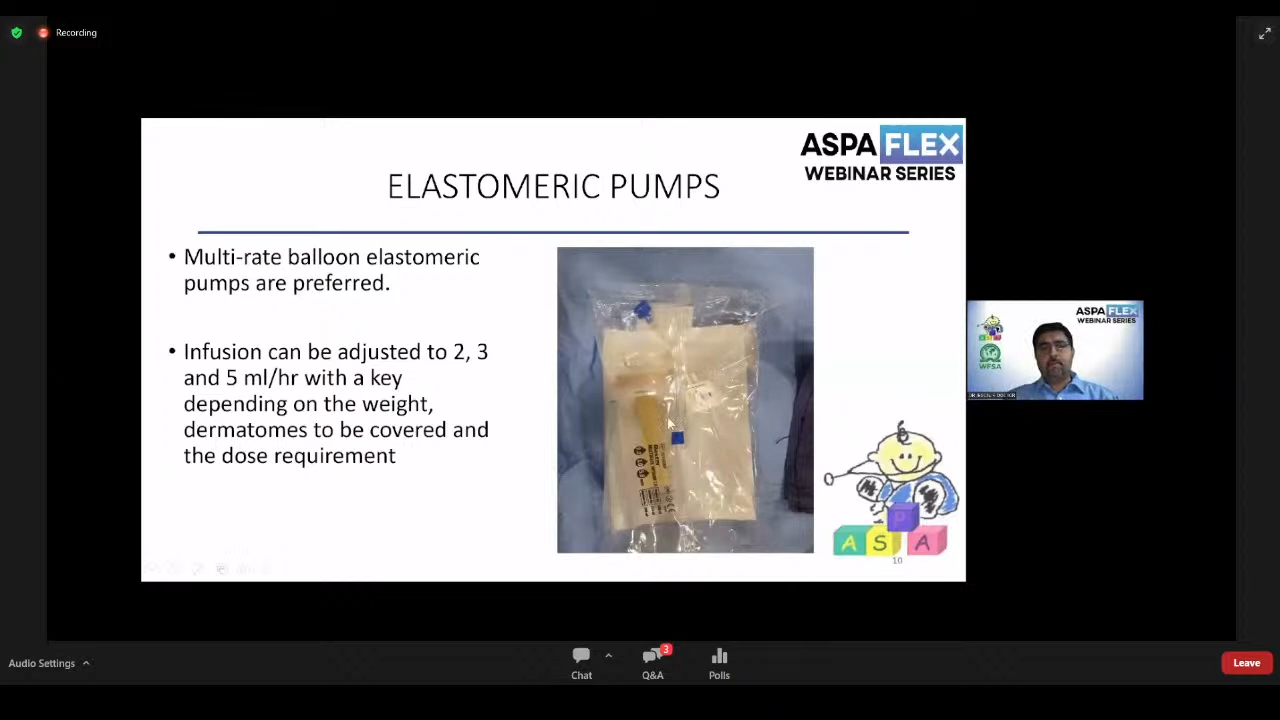 Recording
ASPA FLEX
WEBINAR SERIES
ELASTOMERIC PUMPS
• Multi-rate balloon elastomeric
pumps are preferred.
• Infusion can be adjusted to 2, 3
and 5 ml/hr with a key
depending on the weight,
dermatomes to be covered and
the dose requirement
P
A S A
10
ASPA FLEX
WEBINAR SERIES
WFSA
Audio Settings
Chat
3
Q&A
Polls
Leave